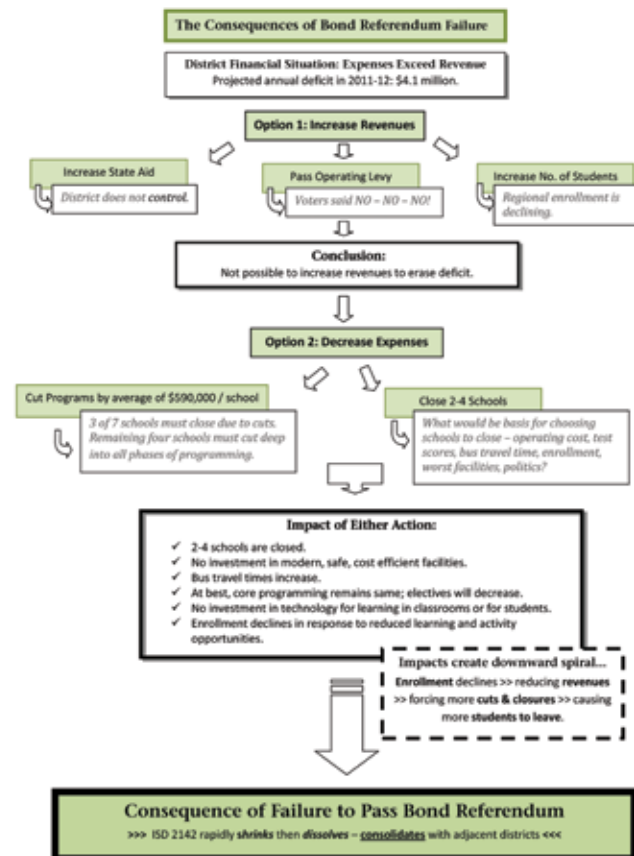 The Consequences of Bond Referendum Failure
District Financial Situation: Expenses Exceed Revenue
Projected annual deficit in 2011-12: $4.1 million.
Option 1: Increase Revenues
Increase State Aid
District does not control.
Pass Operating Levy
Voters said NO – NO – NO!
Increase No. of Students
Regional enrollment is
declining.
Conclusion:
Not possible to increase revenues to erase deficit.
Option 2: Decrease Expenses
Cut Programs by average of $590,000 / school
3 of 7 schools must close due to cuts.
Remaining four schools must cut deep
into all phases of programming.
Close 2-4 Schools
What would be basis for choosing
schools to close – operating cost, test
scores, bus travel time, enrollment,
worst facilities, politics?
Impact of Either Action:
✓ 2-4 schools are closed.
✓ No investment in modern, safe, cost efficient facilities.
✓ Bus travel times increase.
✓ At best, core programming remains same; electives will decrease.
✓ No investment in technology for learning in classrooms or for students.
✓ Enrollment declines in response to reduced learning and activity
opportunities.
Impacts create downward spiral...
Enrollment declines >> reducing revenues
>> forcing more cuts & closures >> causing
more students to leave.
Consequence of Failure to Pass Bond Referendum
>>> ISD 2142 rapidly shrinks then dissolves – consolidates with adjacent districts <<<